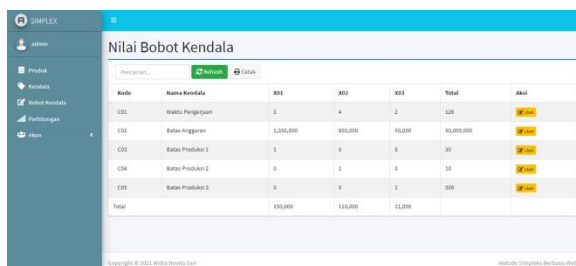 SIMPLEX
admin
Produk
Kendala
Bobot Kendala
Perhitungan
Akun
Nilai Bobot Kendala
Pencarian... Refresh Cetak
Kode Nama Kendala X01 X02 X03 Total Aksi
C01 Waktu Pengerjaan 2 4 2 120 Ubah
C02 Batas Anggaran 1,350,000 850,000 50,000 50,000,000 Ubah
C03 Batas Produksi 1 1 0 0 30 Ubah
C04 Batas Produksi 2 0 1 0 10 Ubah
C05 Batas Produksi 3 0 0 1 300 Ubah
Total 150,000 110,000 11,000
Copyright © 2021 Widia Novita Sari
Metode Simpleks Berbasis Web